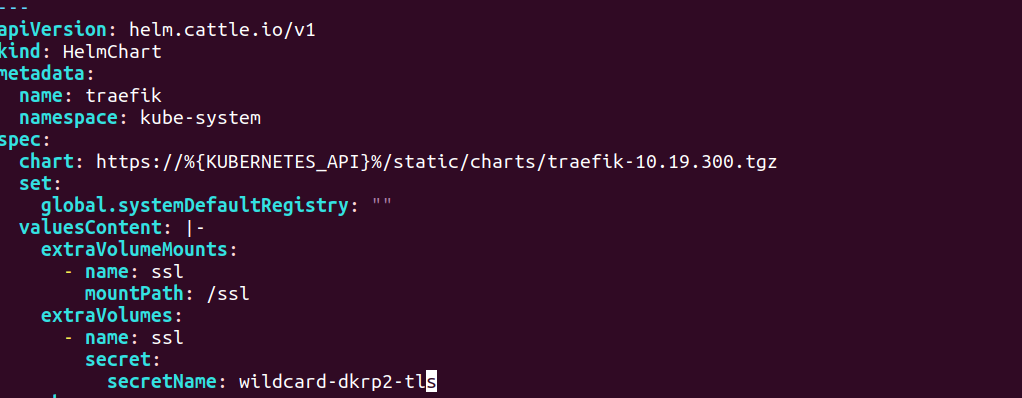 ---
apiVersion: helm.cattle.io/v1
kind: HelmChart
metadata:
  name: traefik
  namespace: kube-system
spec:
  chart: https://%{KUBERNETES_API}%/static/charts/traefik-10.19.300.tgz
  set:
    global.systemDefaultRegistry: ""
  valuesContent: |-
    extraVolumeMounts:
      - name: ssl
        mountPath: /ssl
    extraVolumes:
      - name: ssl
        secret:
          secretName: wildcard-dkrp2-tls